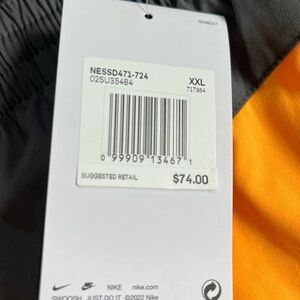 NESSD471-724
XXL
02SU35484
717384
0 99909 13467 1
SUGGESTED RETAIL
$74.00
NIKE nike.com
SWOOSH JUST DO IT ©2022 Nike